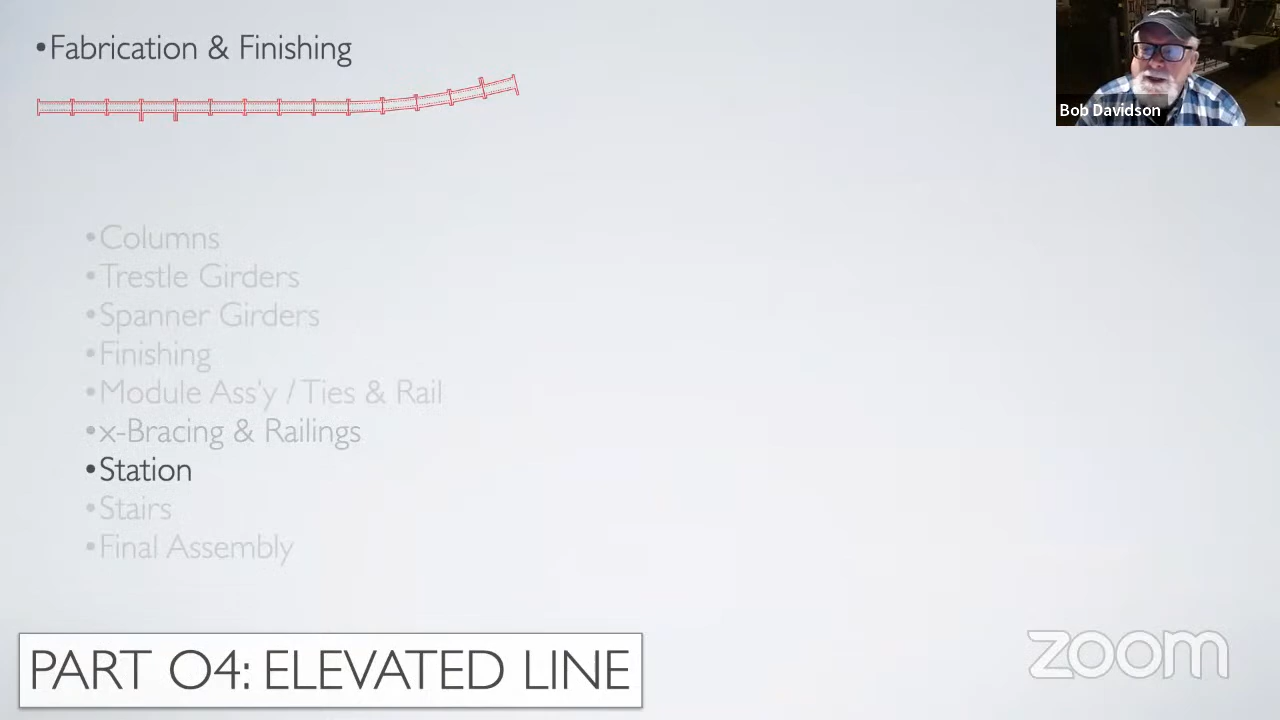 •Fabrication & Finishing
Bob Davidson
•Columns
•Trestle Girders
•Spanner Girders
•Finishing
•Module Ass'y / Ties & Rail
•x-Bracing & Railings
•Station
•Stairs
•Final Assembly
PART 04: ELEVATED LINE
zoom